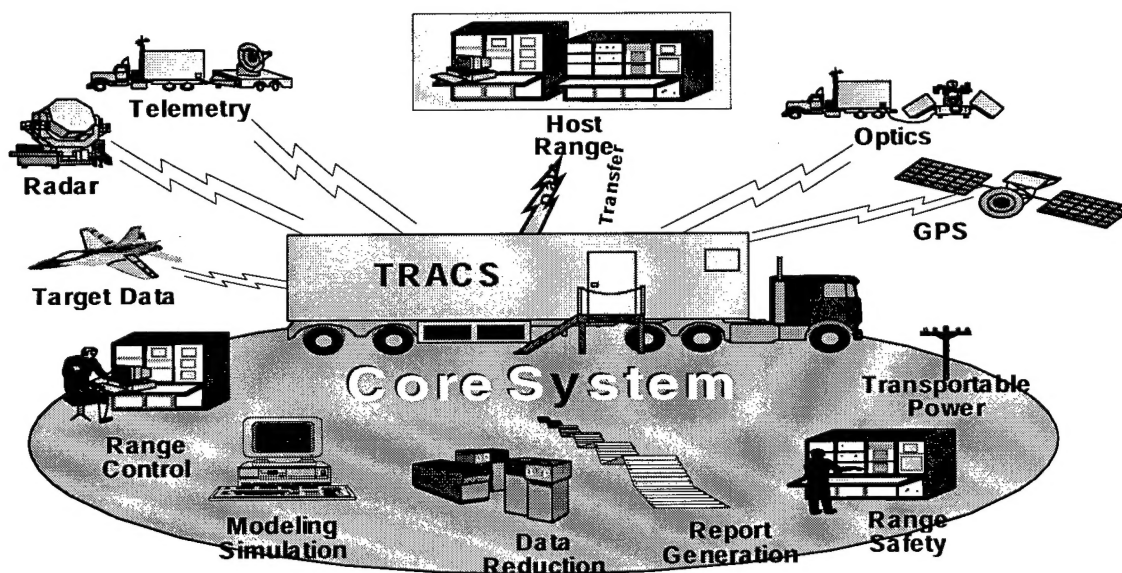 Telemetry
Host
Range
Transfer
Optics
Radar
GPS
TRACS
Target Data
Core System
Transportable
Power
Range
Control
Modeling
Simulation
Data
Reduction
Report
Generation
Range
Safety